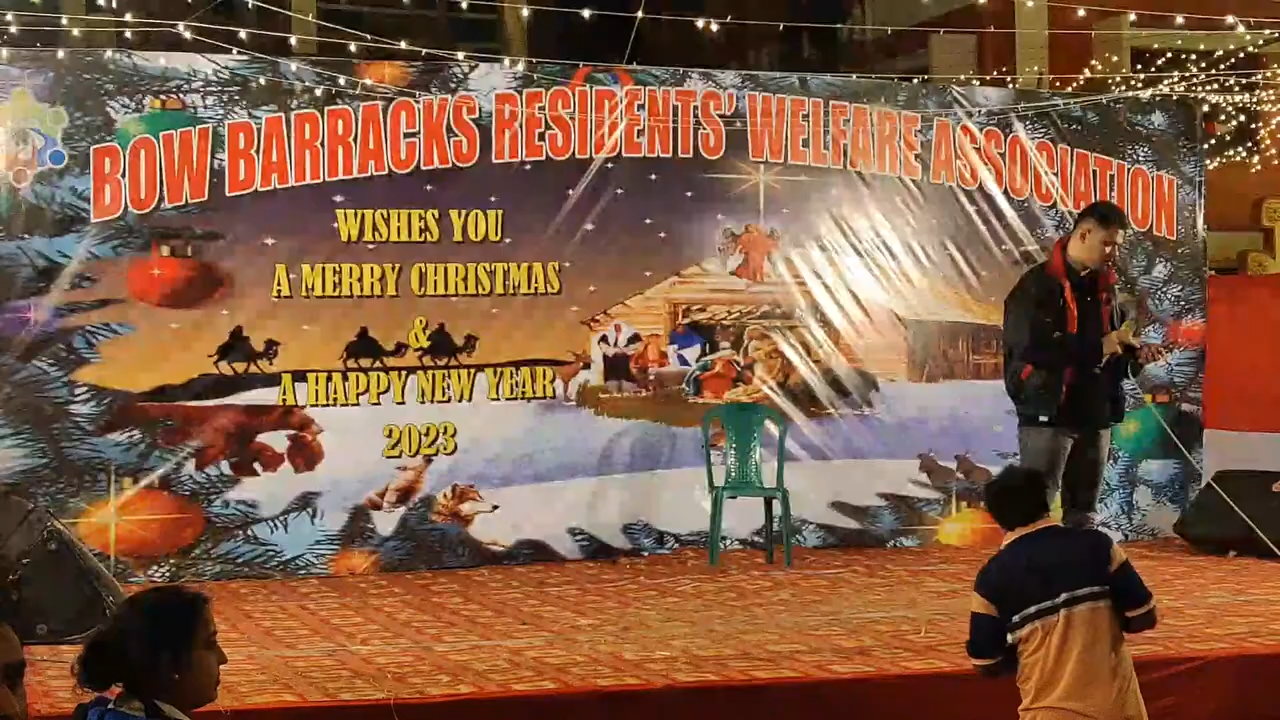 BOW BARRACKS RESIDENTS' WELFARE ASSOCIATION
WISHES YOU
A MERRY CHRISTMAS
&
A HAPPY NEW YEAR
2023